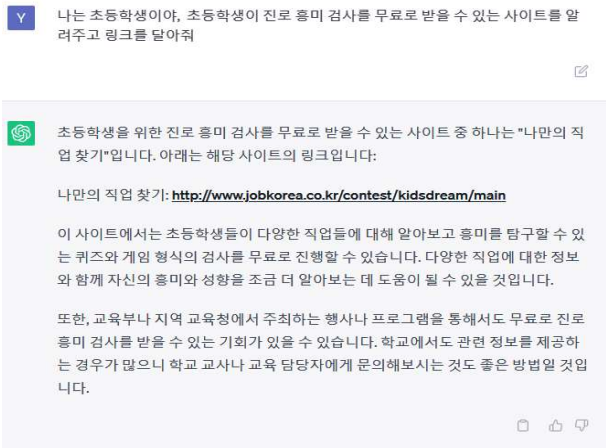 Y
나는 초등학생이야, 초등학생이 진로 흥미 검사를 무료로 받을 수 있는 사이트를 알
려주고 링크를 달아줘
초등학생을 위한 진로 흥미 검사를 무료로 받을 수 있는 사이트 중 하나는 "나만의 직
업 찾기"입니다. 아래는 해당 사이트의 링크입니다:
나만의 직업 찾기: http://www.jobkorea.co.kr/contest/kidsdream/main
이 사이트에서는 초등학생들이 다양한 직업들에 대해 알아보고 흥미를 탐구할 수 있
는 퀴즈와 게임 형식의 검사를 무료로 진행할 수 있습니다. 다양한 직업에 대한 정보
와 함께 자신의 흥미와 성향을 조금 더 알아보는 데 도움이 될 수 있을 것입니다.
또한, 교육부나 지역 교육청에서 주최하는 행사나 프로그램을 통해서도 무료로 진로
흥미 검사를 받을 수 있는 기회가 있을 수 있습니다. 학교에서도 관련 정보를 제공하
는 경우가 많으니 학교 교사나 교육 담당자에게 문의해보시는 것도 좋은 방법일 것입
니다.